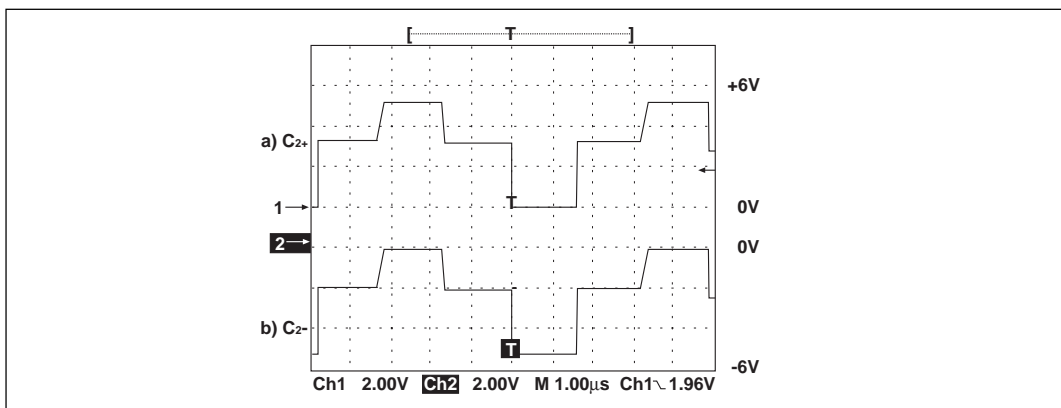 [ T ]
+6V
a) C2+
T
1
0V
2
0V
b) C2-
T
-6V
Ch1 2.00V Ch2 2.00V M 1.00µs Ch1 1.96V